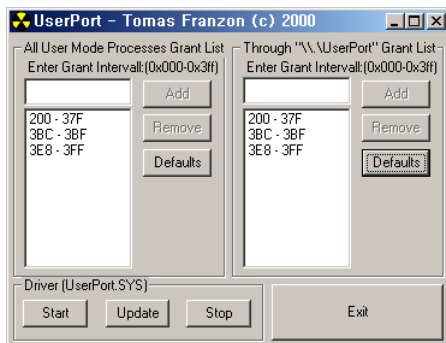 UserPort - Tomas Franzon (c) 2000
All User Mode Processes Grant List
Enter Grant Intervall:(0x000-0x3ff)
Add
200 - 37F
3BC - 3BF
3E8 - 3FF
Remove
Defaults
Through "\\.\UserPort" Grant List
Enter Grant Intervall:(0x000-0x3ff)
Add
200 - 37F
3BC - 3BF
3E8 - 3FF
Remove
Defaults
Driver (UserPort.SYS)
Start Update Stop
Exit